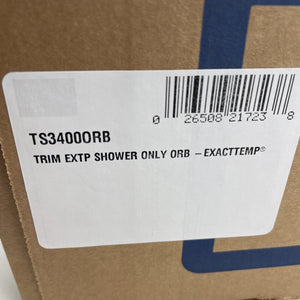 0 26508 21723 8
TS3400ORB
TRIM EXTP SHOWER ONLY ORB – EXACTTEMP®